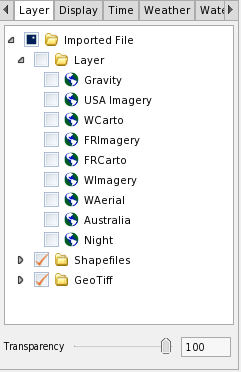 Layer Display Time Weather Wate
Imported File
Layer
Gravity
USA Imagery
WCarto
FRImagery
FRCarto
WImagery
WAerial
Australia
Night
Shapefiles
GeoTiff
Transparency 100